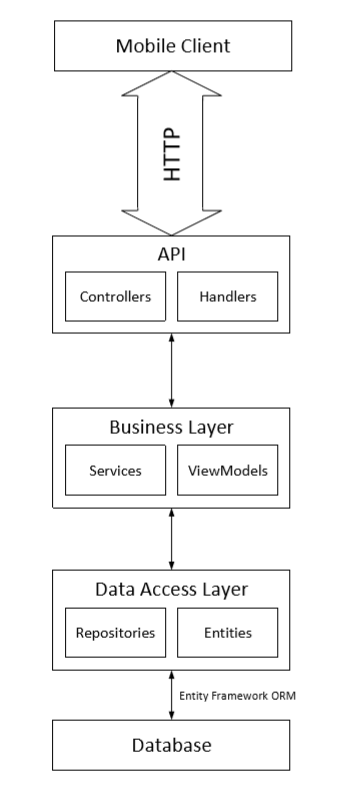 Mobile Client
HTTP
API
Controllers
Handlers
Business Layer
Services
ViewModels
Data Access Layer
Repositories
Entities
Entity Framework ORM
Database